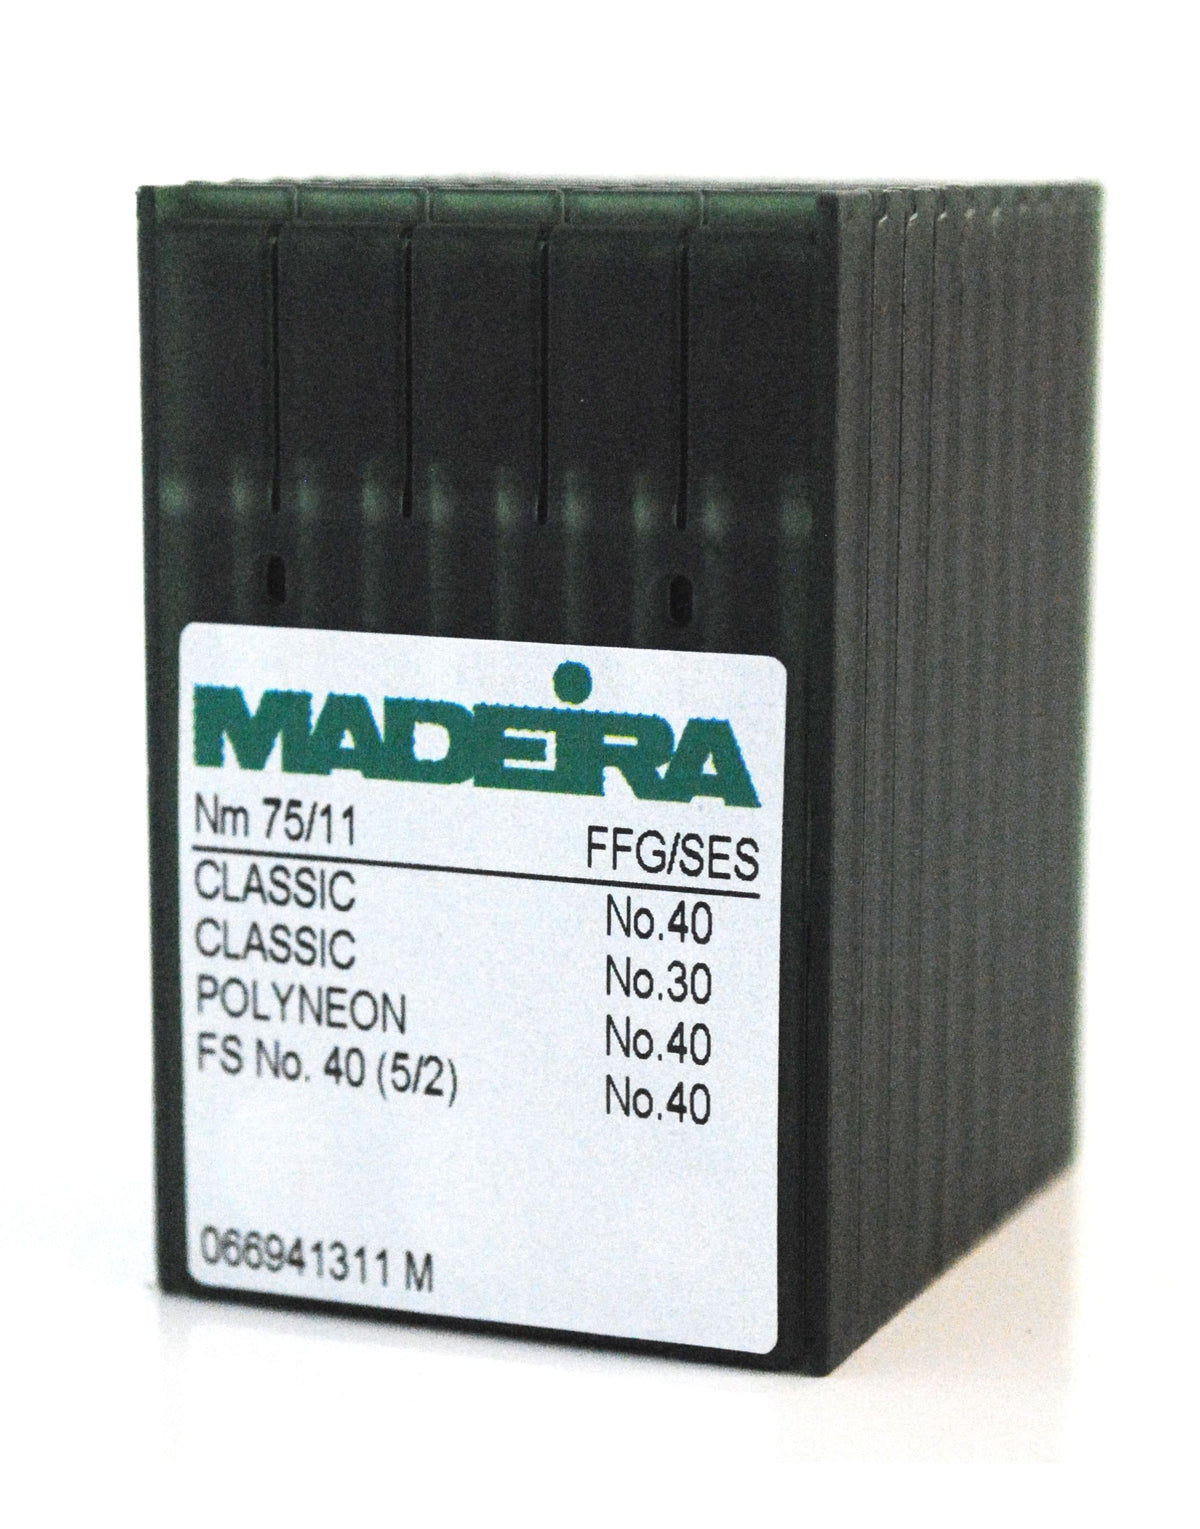 MADEIRA
Nm 75/11 FFG/SES
CLASSIC No.40
CLASSIC No.30
POLYNEON No.40
FS No. 40 (5/2) No.40
066941311 M